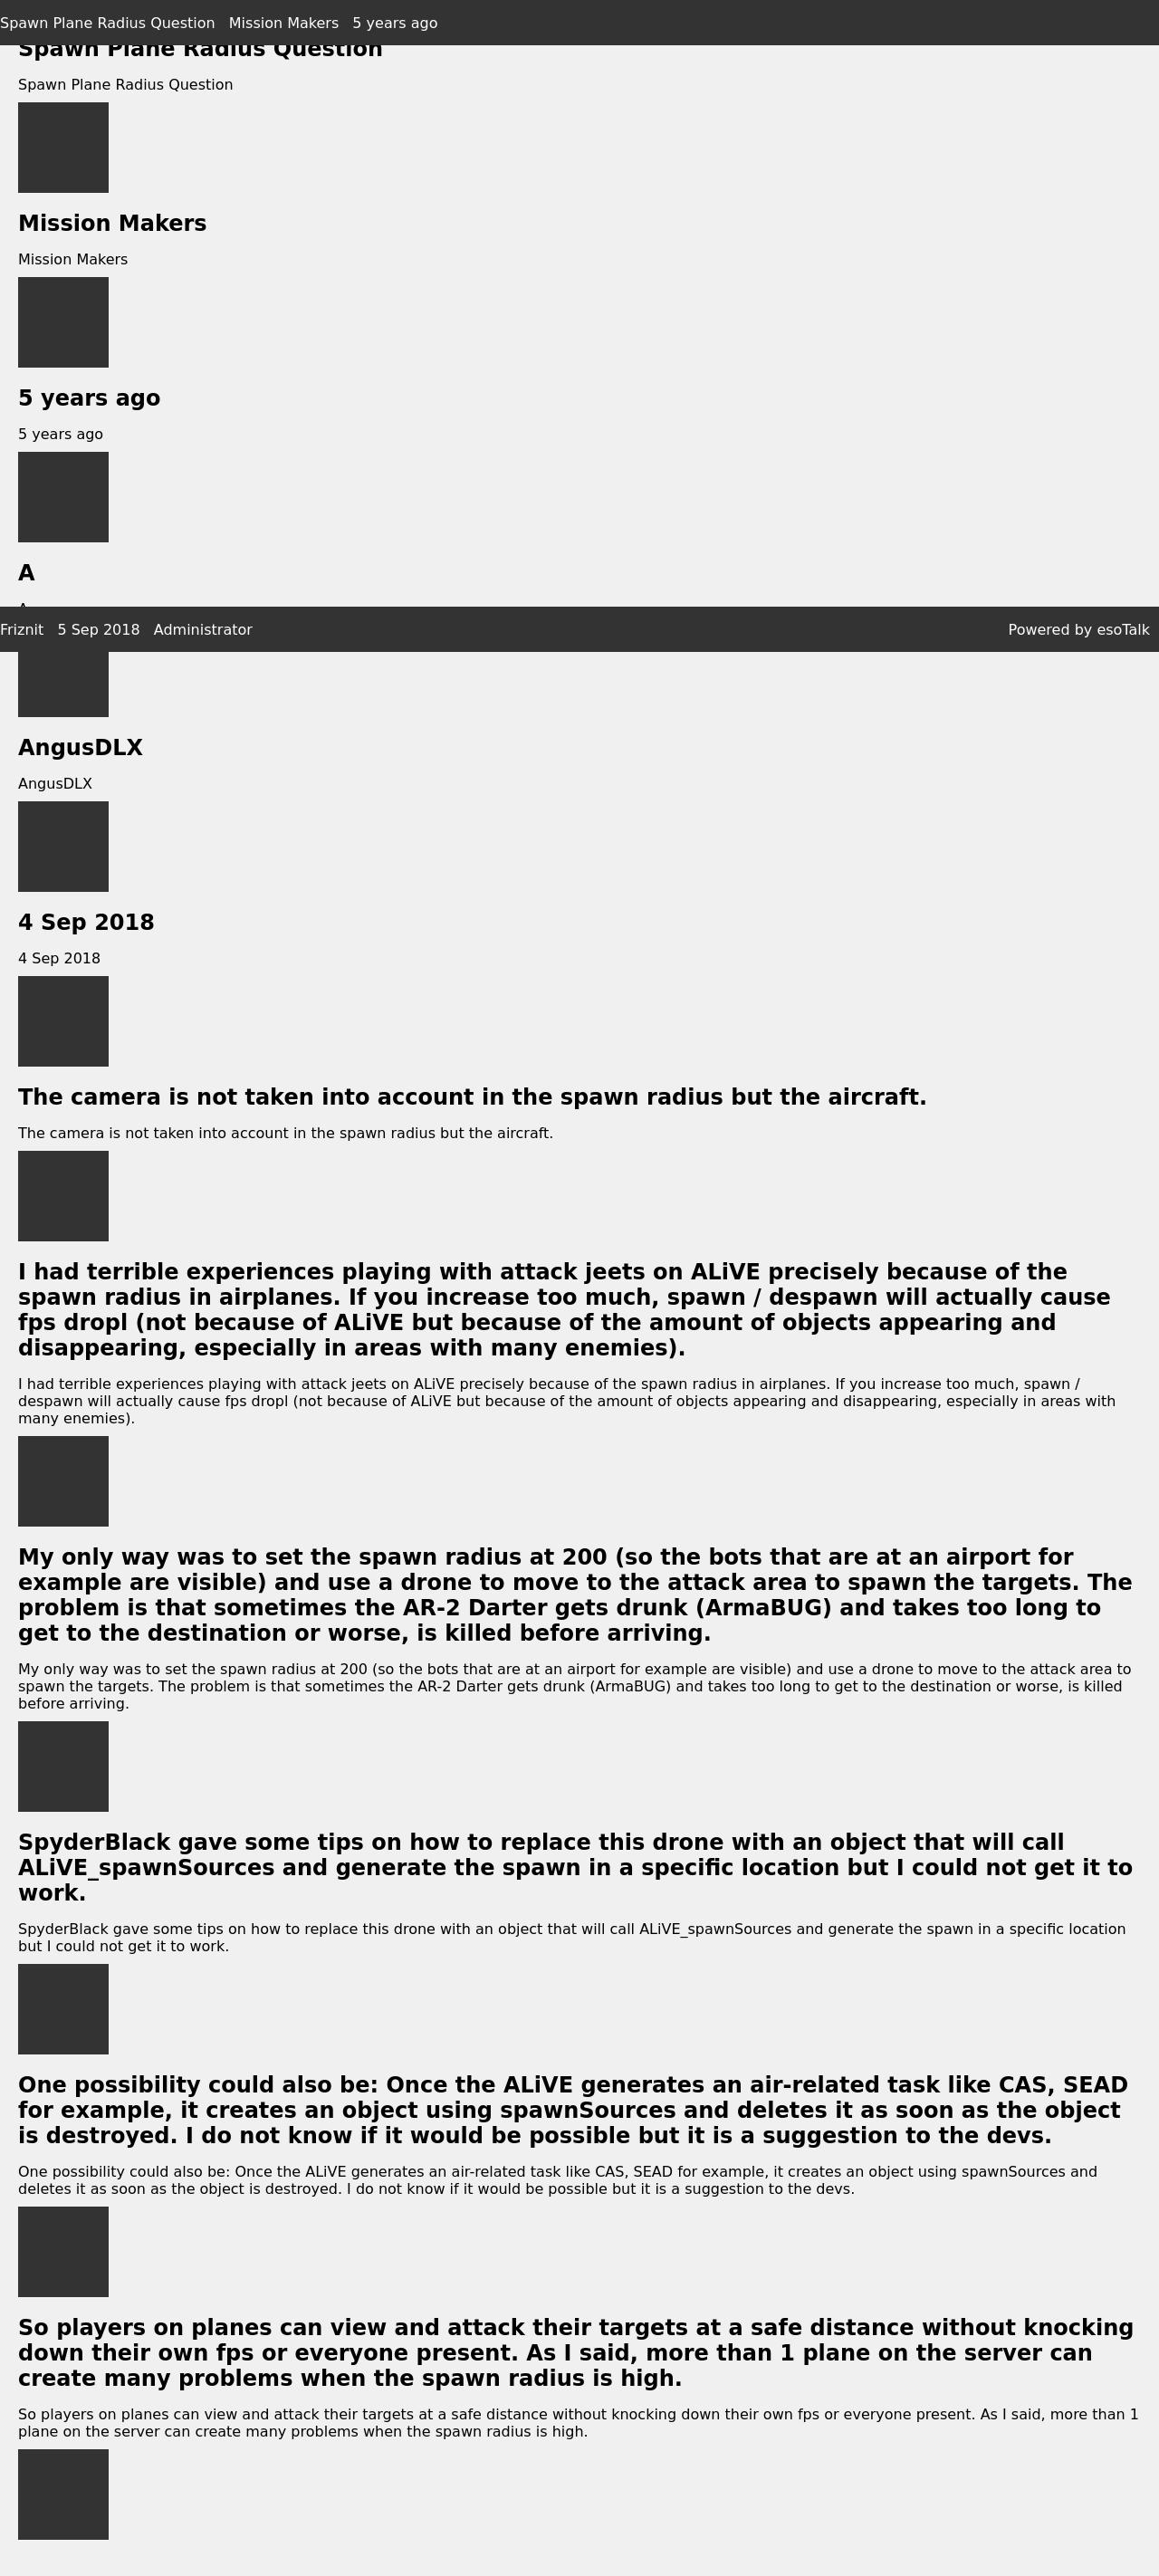 Spawn Plane Radius Question Mission Makers 5 years ago
Spawn Plane Radius Question
Spawn Plane Radius Question
Mission Makers
Mission Makers
5 years ago
5 years ago
A
Friznit 5 Sep 2018 Administrator Powered by esoTalk
AngusDLX
AngusDLX
4 Sep 2018
4 Sep 2018
The camera is not taken into account in the spawn radius but the aircraft.
The camera is not taken into account in the spawn radius but the aircraft.
I had terrible experiences playing with attack jeets on ALiVE precisely because of the
spawn radius in airplanes. If you increase too much, spawn / despawn will actually cause
fps dropl (not because of ALiVE but because of the amount of objects appearing and
disappearing, especially in areas with many enemies).
I had terrible experiences playing with attack jeets on ALiVE precisely because of the spawn radius in airplanes. If you increase too much, spawn /
despawn will actually cause fps dropl (not because of ALiVE but because of the amount of objects appearing and disappearing, especially in areas with
many enemies).
My only way was to set the spawn radius at 200 (so the bots that are at an airport for
example are visible) and use a drone to move to the attack area to spawn the targets. The
problem is that sometimes the AR-2 Darter gets drunk (ArmaBUG) and takes too long to
get to the destination or worse, is killed before arriving.
My only way was to set the spawn radius at 200 (so the bots that are at an airport for example are visible) and use a drone to move to the attack area to
spawn the targets. The problem is that sometimes the AR-2 Darter gets drunk (ArmaBUG) and takes too long to get to the destination or worse, is killed
before arriving.
SpyderBlack gave some tips on how to replace this drone with an object that will call
ALiVE_spawnSources and generate the spawn in a specific location but I could not get it to
work.
SpyderBlack gave some tips on how to replace this drone with an object that will call ALiVE_spawnSources and generate the spawn in a specific location
but I could not get it to work.
One possibility could also be: Once the ALiVE generates an air-related task like CAS, SEAD
for example, it creates an object using spawnSources and deletes it as soon as the object
is destroyed. I do not know if it would be possible but it is a suggestion to the devs.
One possibility could also be: Once the ALiVE generates an air-related task like CAS, SEAD for example, it creates an object using spawnSources and
deletes it as soon as the object is destroyed. I do not know if it would be possible but it is a suggestion to the devs.
So players on planes can view and attack their targets at a safe distance without knocking
down their own fps or everyone present. As I said, more than 1 plane on the server can
create many problems when the spawn radius is high.
So players on planes can view and attack their targets at a safe distance without knocking down their own fps or everyone present. As I said, more than 1
plane on the server can create many problems when the spawn radius is high.